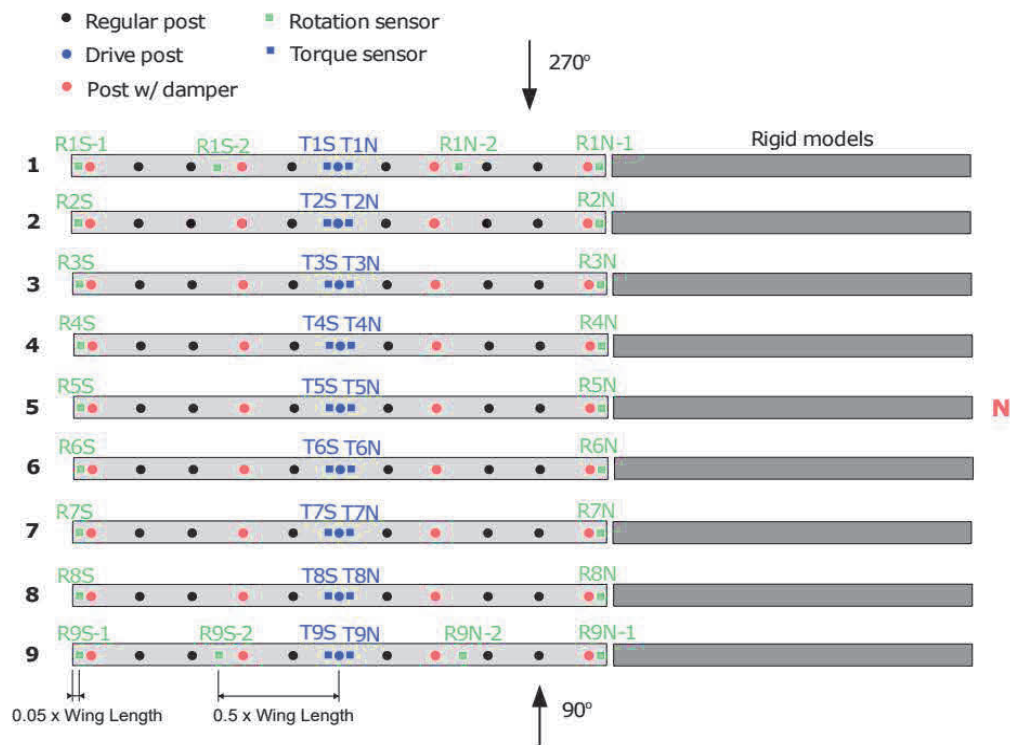 Regular post
Rotation sensor
Drive post
Torque sensor
Post w/ damper
270°
R1S-1 R1S-2 T1S T1N R1N-2 R1N-1 Rigid models
1
R2S T2S T2N R2N
2
R3S T3S T3N R3N
3
R4S T4S T4N R4N
4
R5S T5S T5N R5N
5 N
R6S T6S T6N R6N
6
R7S T7S T7N R7N
7
R8S T8S T8N R8N
8
R9S-1 R9S-2 T9S T9N R9N-2 R9N-1
9
0.05 x Wing Length 0.5 x Wing Length 90°